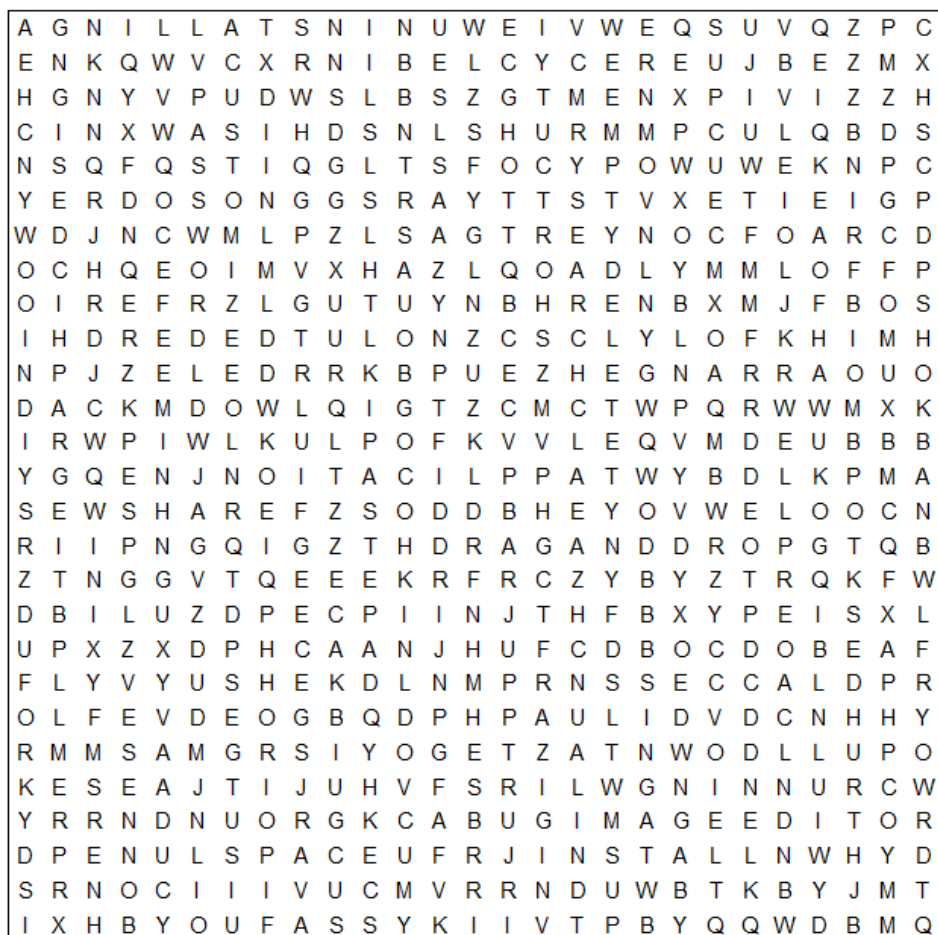 A G N I L L A T S N I N U W E I V W E Q S U V Q Z P C
E N K Q W V C X R N I B E L C Y C E R E U J B E Z M X
H G N Y V P U D W S L B S Z G T M E N X P I V I Z Z H
C I N X W A S I H D S N L S H U R M M P C U L Q B D S
N S Q F Q S T I Q G L T S F O C Y P O W U W E K N P C
Y E R D O S O N G G S R A Y T T S T V X E T I E I G P
W D J N C W M L P Z L S A G T R E Y N O C F O A R C D
O C H Q E O I M V X H A Z L Q O A D L Y M M L O F F P
O I R E F R Z L G U T U Y N B H R E N B X M J F B O S
I H D R E D E D T U L O N Z C S C L Y L O F K H I M H
N P J Z E L E D R R K B P U E Z H E G N A R R A O U O
D A C K M D O W L Q I G T Z C M C T W P Q R W W M X K
I R W P I W L K U L P O F K V V L E Q V M D E U B B B
Y G Q E N J N O I T A C I L P P A T W Y B D L K P M A
S E W S H A R E F Z S O D D B H E Y O V W E L O O C N
R I I P N G Q I G Z T H D R A G A N D D R O P G T Q B
Z T N G G V T Q E E E K R F R C Z Y B Y Z T R Q K F W
D B I L U Z D P E C P I I N J T H F B X Y P E I S X L
U P X Z X D P H C A A N J H U F C D B O C D O B E A F
F L Y V Y U S H E K D L N M P R N S S E C C A L D P R
O L F E V D E O G B Q D P H P A U L I D V D C N H H Y
R M M S A M G R S I Y O G E T Z A T N W O D L L U P O
K E S E A J T I J U H V F S R I L W G N I N N U R C W
Y R R N D N U O R G K C A B U G I M A G E E D I T O R
D P E N U L S P A C E U F R J I N S T A L L N W H Y D
S R N O C I I I V U C M V R R N D U W B T K B Y J M T
I X H B Y O U F A S S Y K I I V T P B Y Q Q W D B M Q